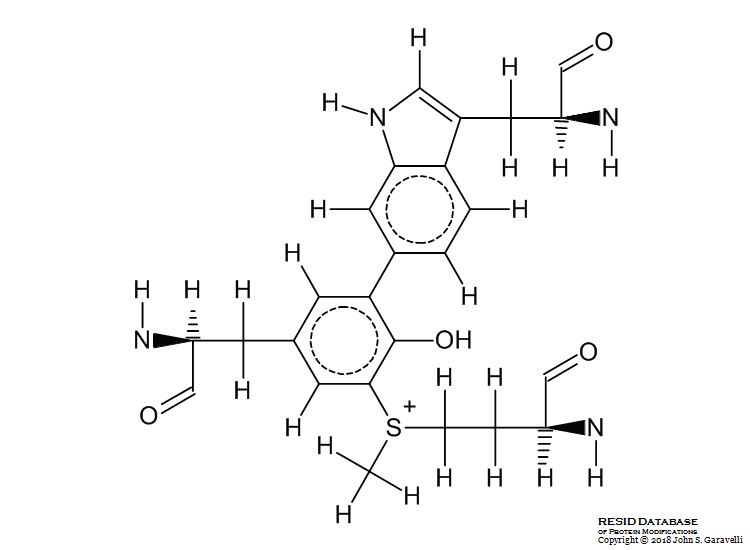 H
H O
H N
N H
H H
H H
H
H H H H
N OH
H H H O
O
H S + N
H H H H H
H H
RESID DATABASE
OF PROTEIN MODIFICATIONS
Copyright © 2018 John S. Garavelli